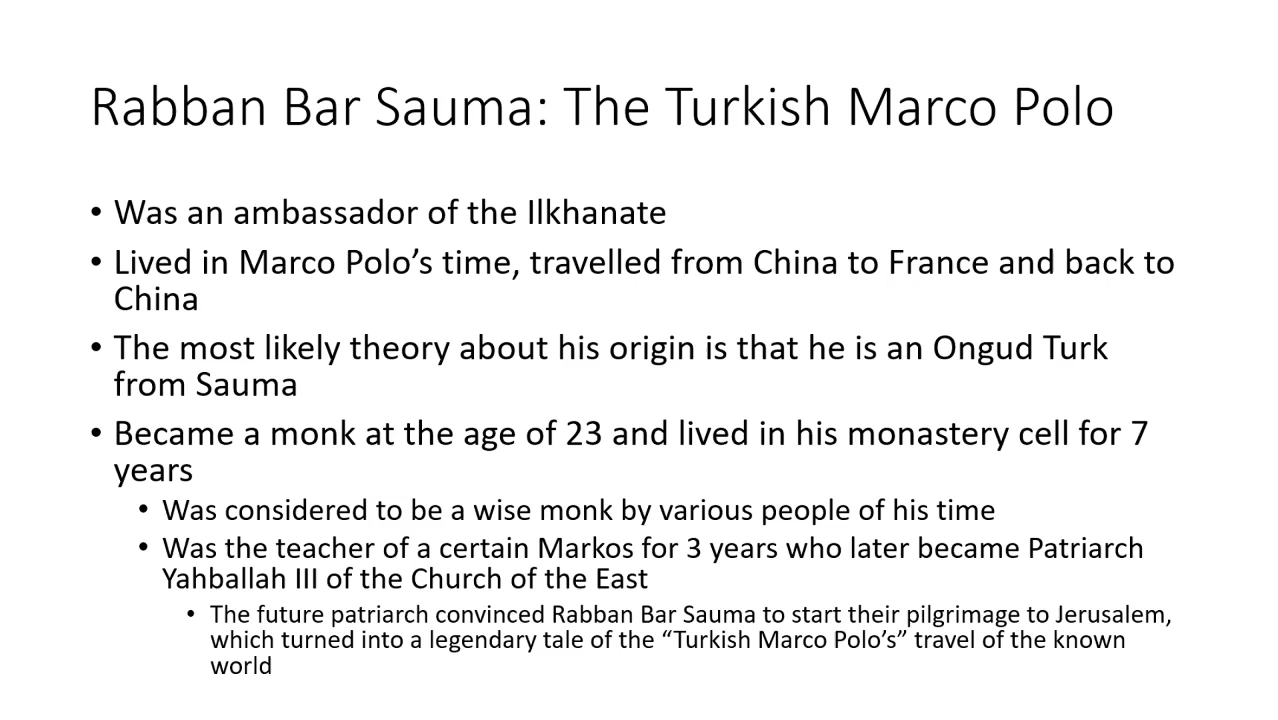 Rabban Bar Sauma: The Turkish Marco Polo
• Was an ambassador of the Ilkhanate
• Lived in Marco Polo’s time, travelled from China to France and back to
China
• The most likely theory about his origin is that he is an Ongud Turk
from Sauma
• Became a monk at the age of 23 and lived in his monastery cell for 7
years
• Was considered to be a wise monk by various people of his time
• Was the teacher of a certain Markos for 3 years who later became Patriarch
Yahballah III of the Church of the East
• The future patriarch convinced Rabban Bar Sauma to start their pilgrimage to Jerusalem,
which turned into a legendary tale of the “Turkish Marco Polo’s” travel of the known
world